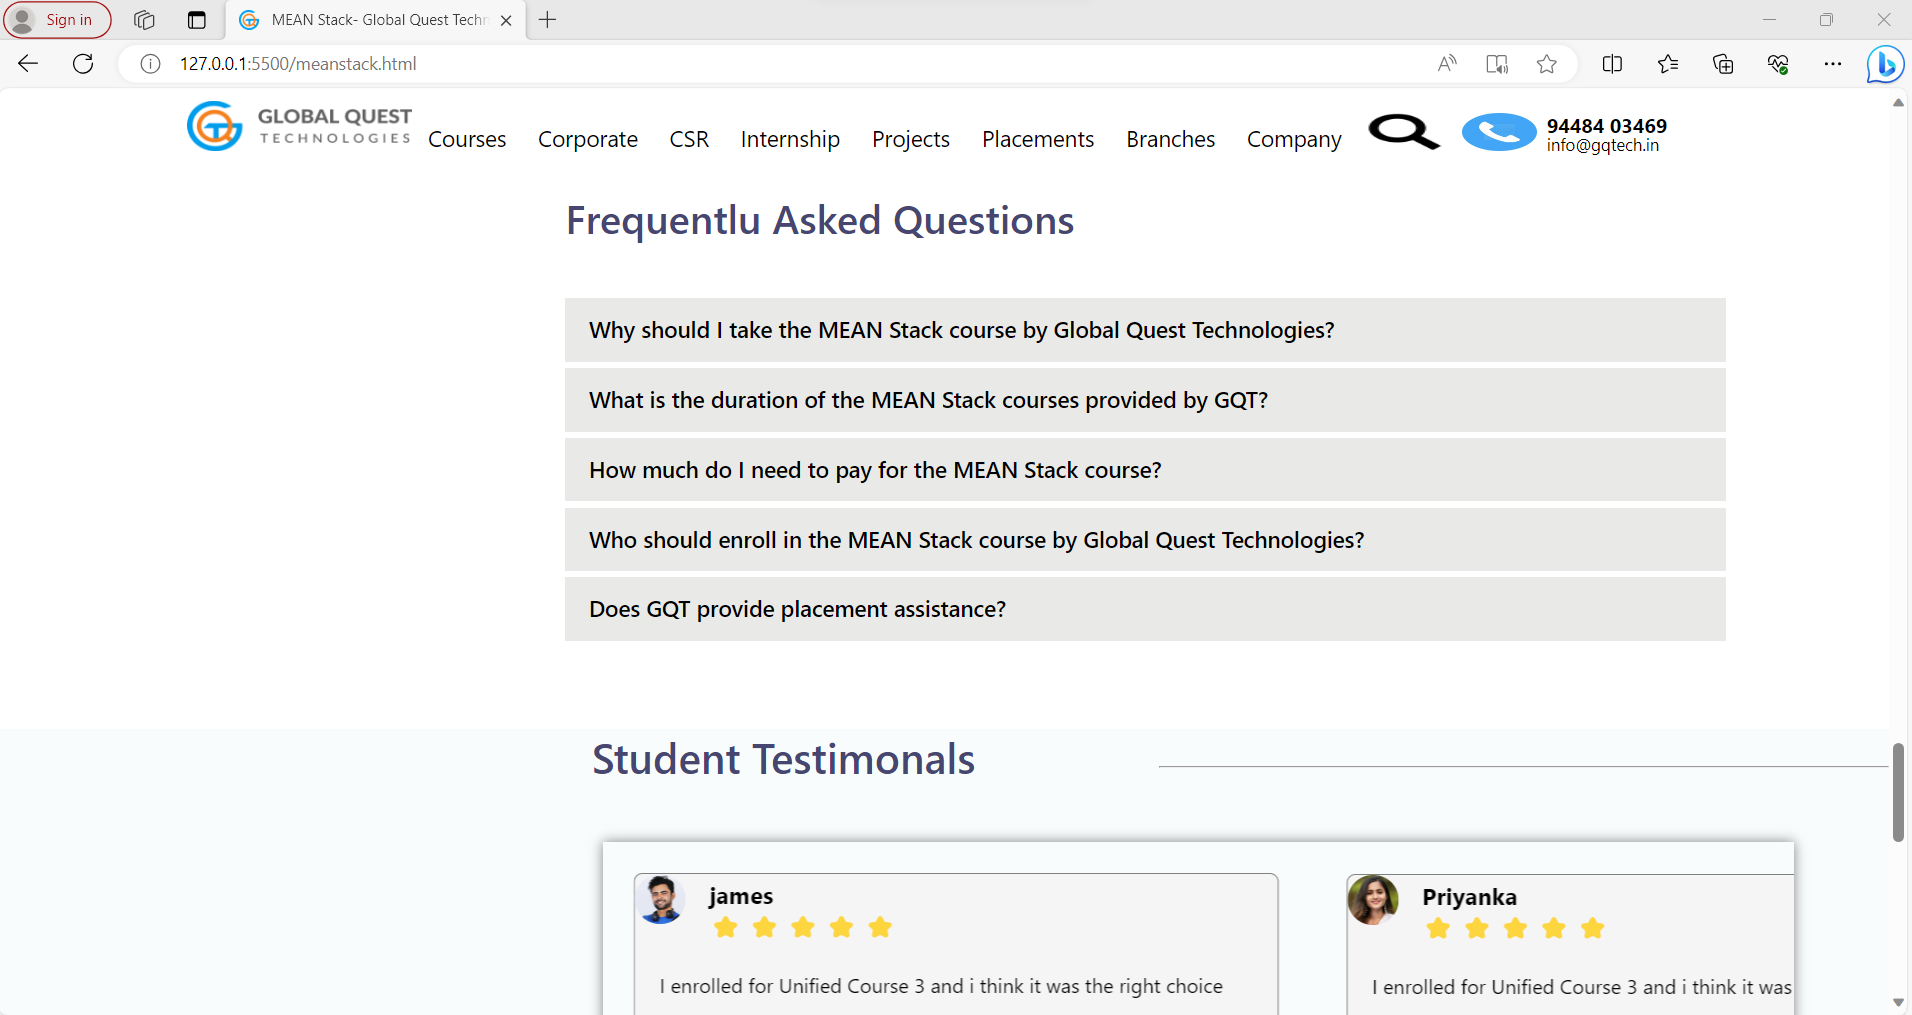 Sign in
MEAN Stack- Global Quest Techn
127.0.0.1:5500/meanstack.html
GLOBAL QUEST
TECHNOLOGIES
Courses Corporate CSR Internship Projects Placements Branches Company
94484 03469
info@gqtech.in
Frequentlu Asked Questions
Why should I take the MEAN Stack course by Global Quest Technologies?
What is the duration of the MEAN Stack courses provided by GQT?
How much do I need to pay for the MEAN Stack course?
Who should enroll in the MEAN Stack course by Global Quest Technologies?
Does GQT provide placement assistance?
Student Testimonals
james
I enrolled for Unified Course 3 and i think it was the right choice
Priyanka
I enrolled for Unified Course 3 and i think it was